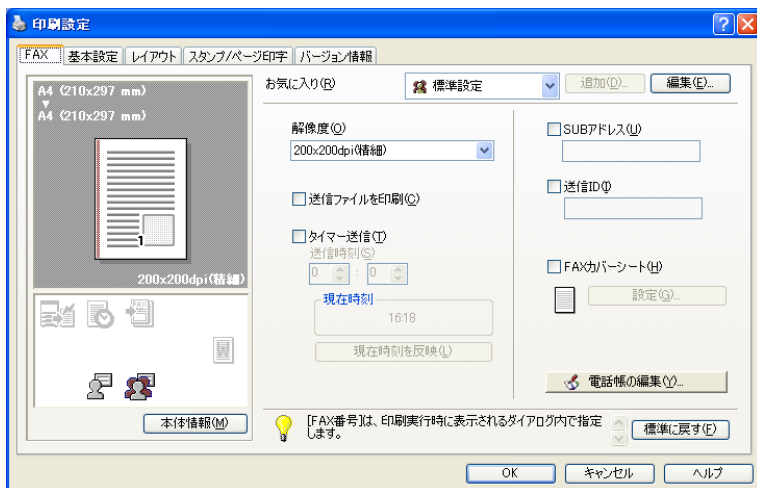 印刷設定
FAX 基本設定 レイアウト スタンプ/ページ印字 バージョン情報
A4 (210x297 mm)
A4 (210x297 mm)
1
200x200dpi(精細)
本体情報(M)
お気に入り(R) 標準設定 追加(D)... 編集(E)...
解像度(O)
200x200dpi(精細)
送信ファイルを印刷(C)
タイマー送信(T)
送信時刻(S)
0 : 0
現在時刻
16:18
現在時刻を反映(L)
SUBアドレス(U)
送信ID(I)
FAXカバーシート(H)
設定(G)...
電話帳の編集(Y)...
[FAX番号]は、印刷実行時に表示されるダイアログ内で指定
します。
標準に戻す(F)
OK キャンセル ヘルプ